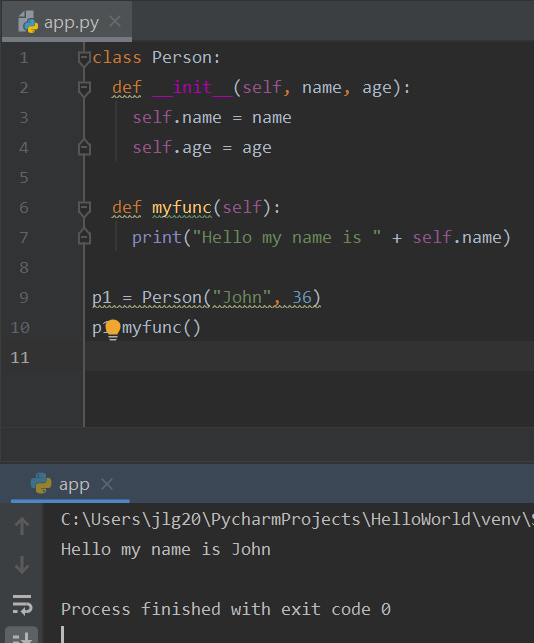 app.py
1 class Person:
2 def __init__(self, name, age):
3 self.name = name
4 self.age = age
5
6 def myfunc(self):
7 print("Hello my name is " + self.name)
8
9 p1 = Person("John", 36)
10 p1 myfunc()
11
app
C:\Users\jlg20\PycharmProjects\HelloWorld\venv\
Hello my name is John
Process finished with exit code 0